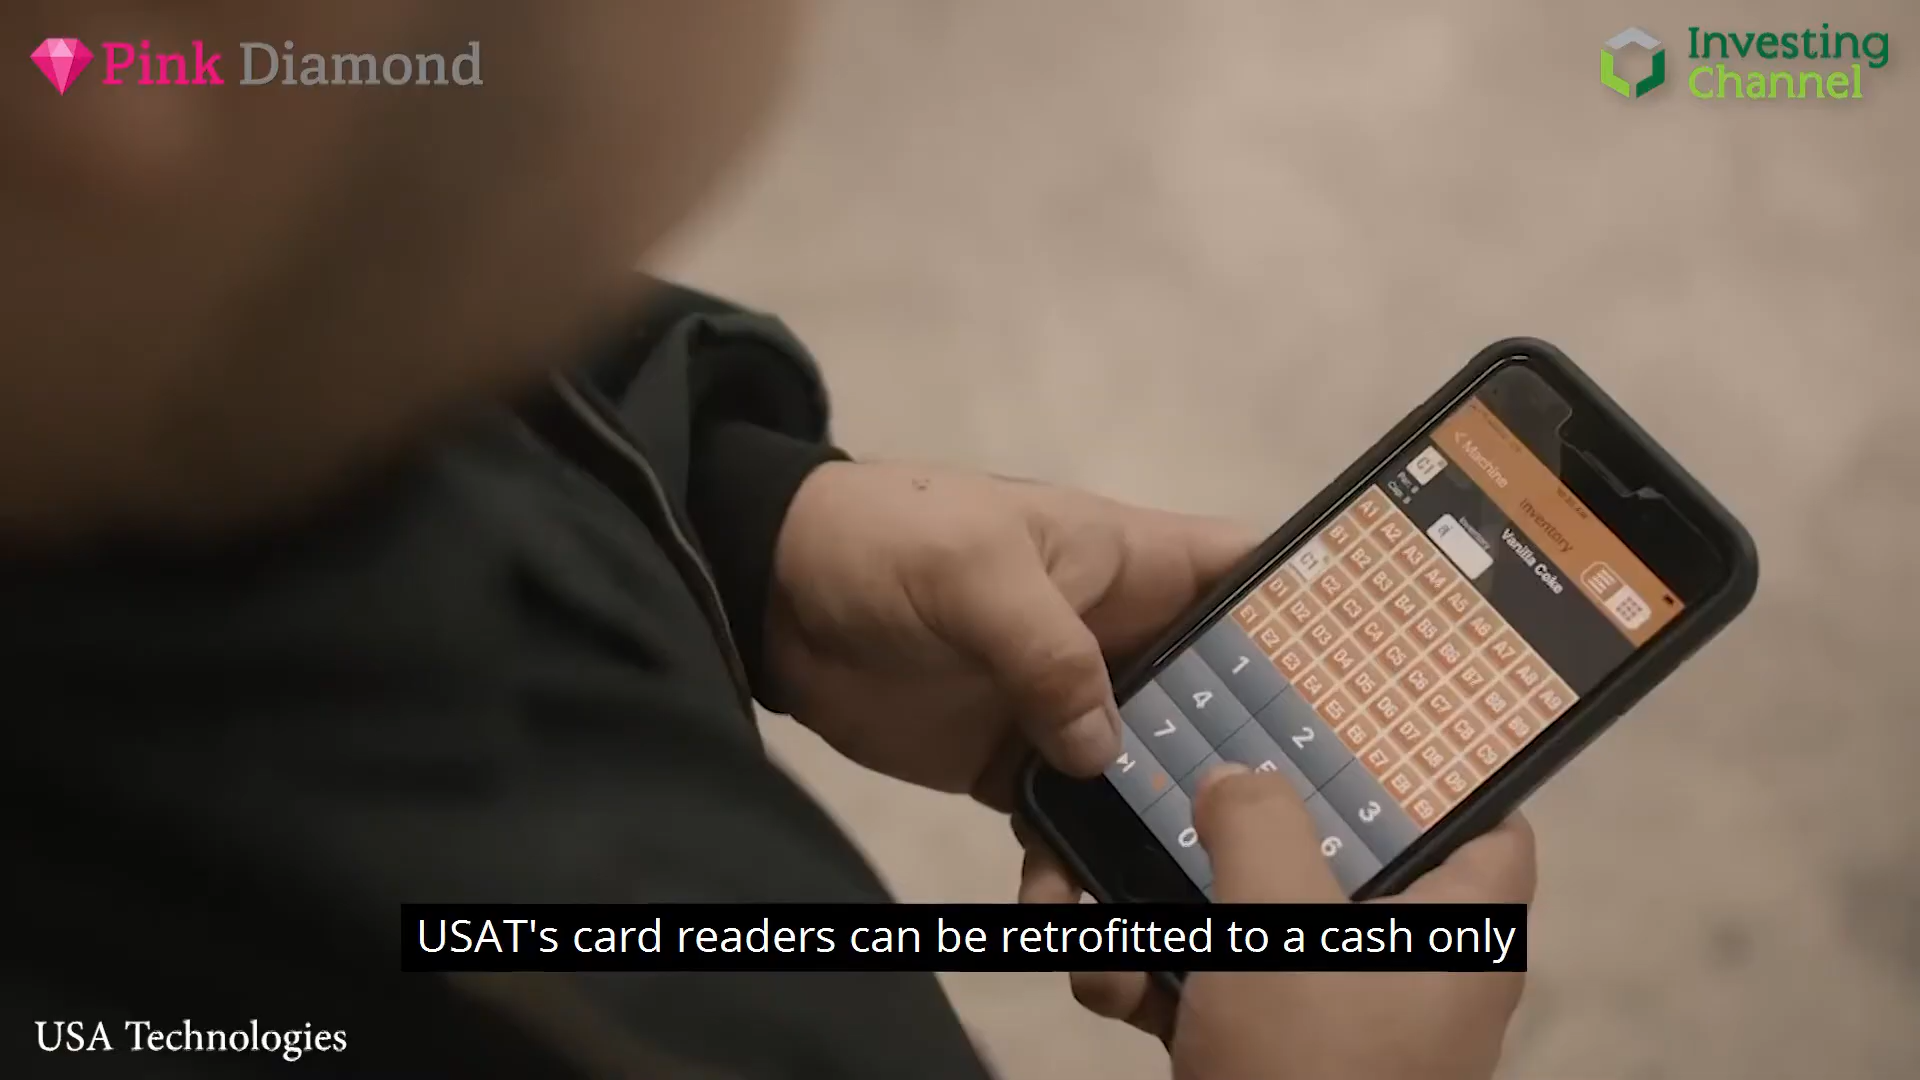 Pink Diamond
Investing
Channel
< Machine
Inventory
Vanilla Coke
C1
Inventory
A1 A2 A3 A4 A5 A6 A7 A8 A9
B1 B2 B3 B4 B5 B6 B7 B8 B9
C1 C2 C3 C4 C5 C6 C7 C8 C9
D1 D2 D3 D4 D5 D6 D7 D8 D9
E1 E2 E3 E4 E5 E6 E7 E8 E9
1 2 3
4 6
7
0
USAT's card readers can be retrofitted to a cash only
USA Technologies